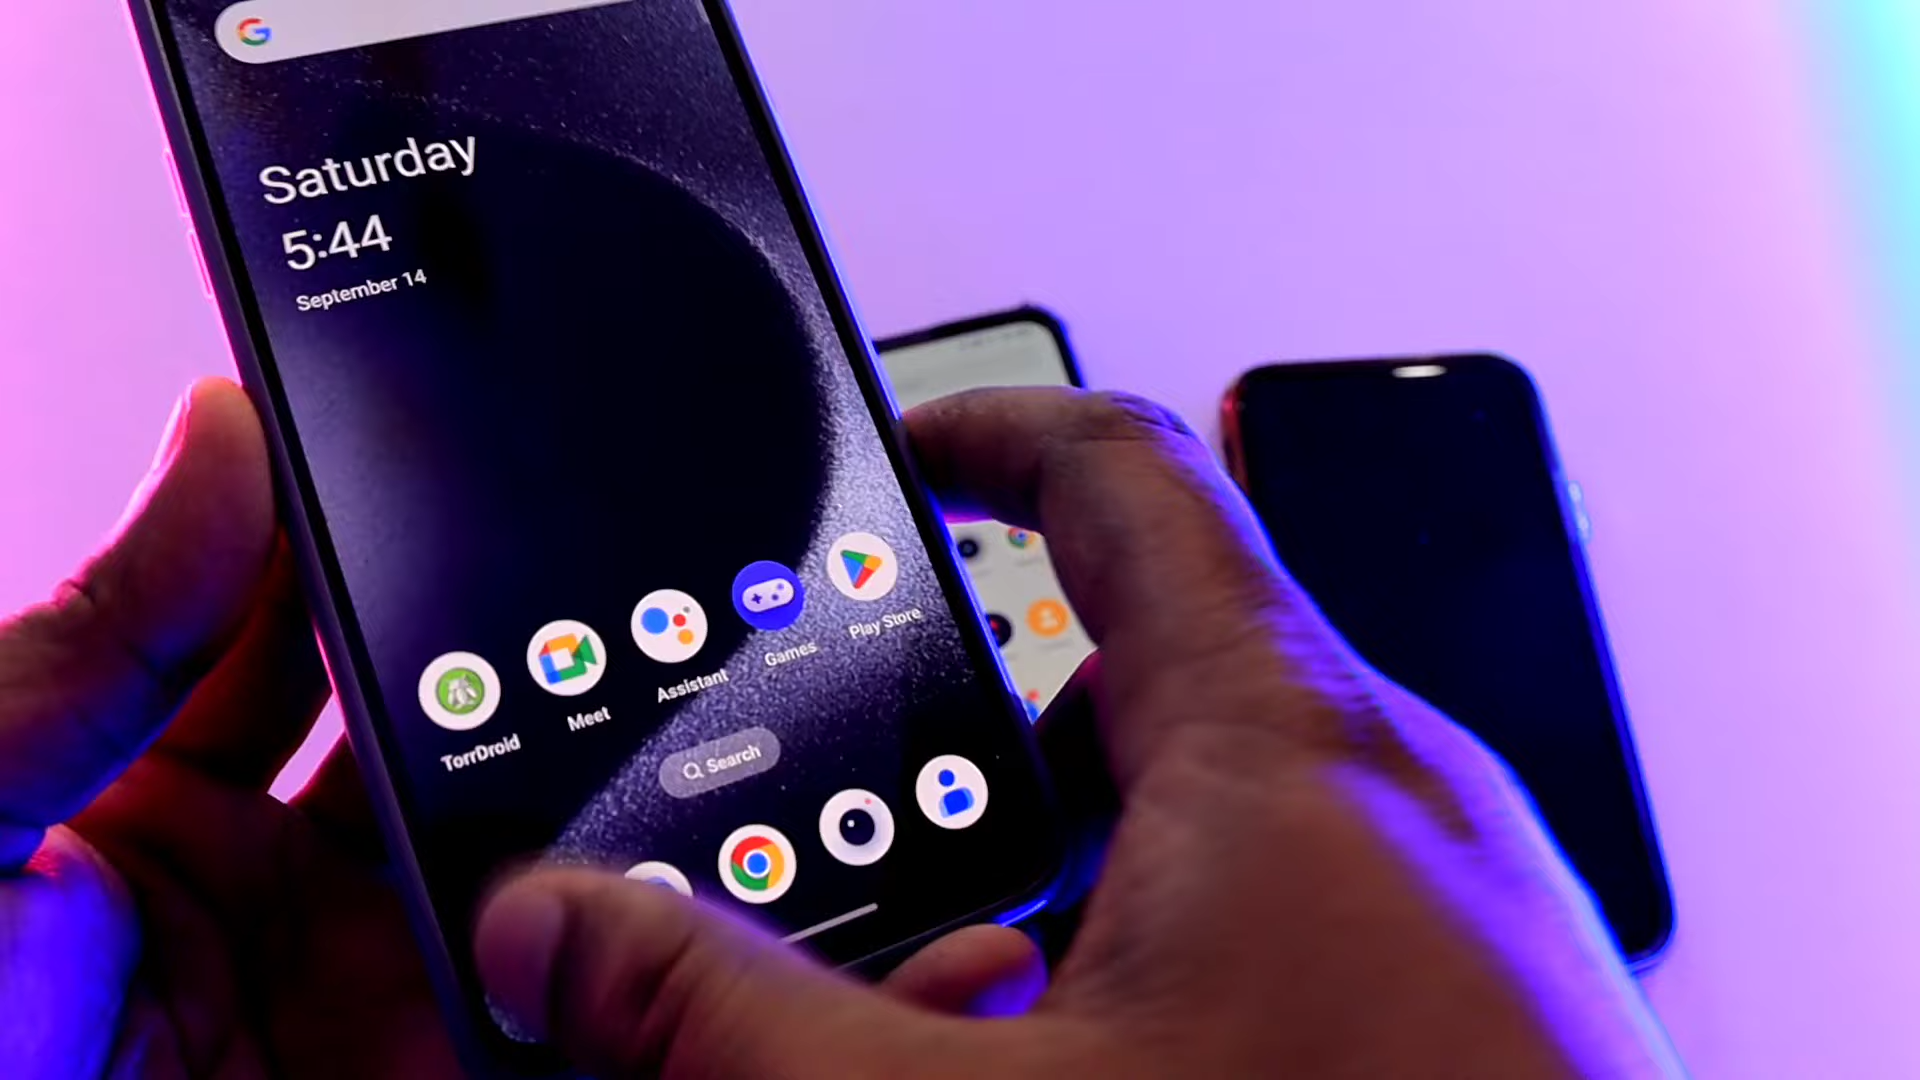 Saturday
5:44
September 14
TorrDroid
Meet
Assistant
Games
Play Store
Search